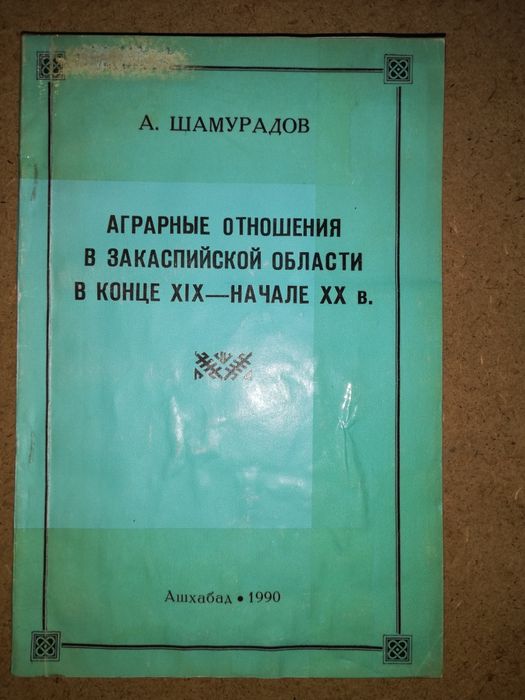 А. ШАМУРАДОВ
АГРАРНЫЕ ОТНОШЕНИЯ
В ЗАКАСПИЙСКОЙ ОБЛАСТИ
В КОНЦЕ XIX—НАЧАЛЕ XX в.
Ашхабад • 1990